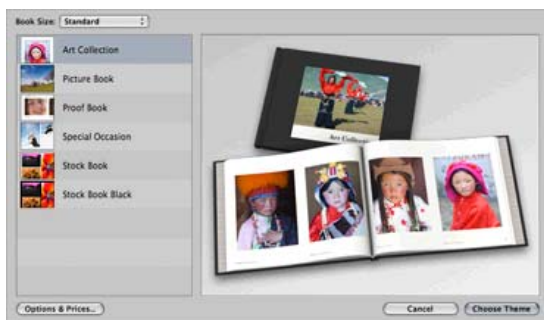 Book Size: Standard
Art Collection
Picture Book
Proof Book
Special Occasion
Stock Book
Stock Book Black
Art Collection
Options & Prices...
Cancel
Choose Theme